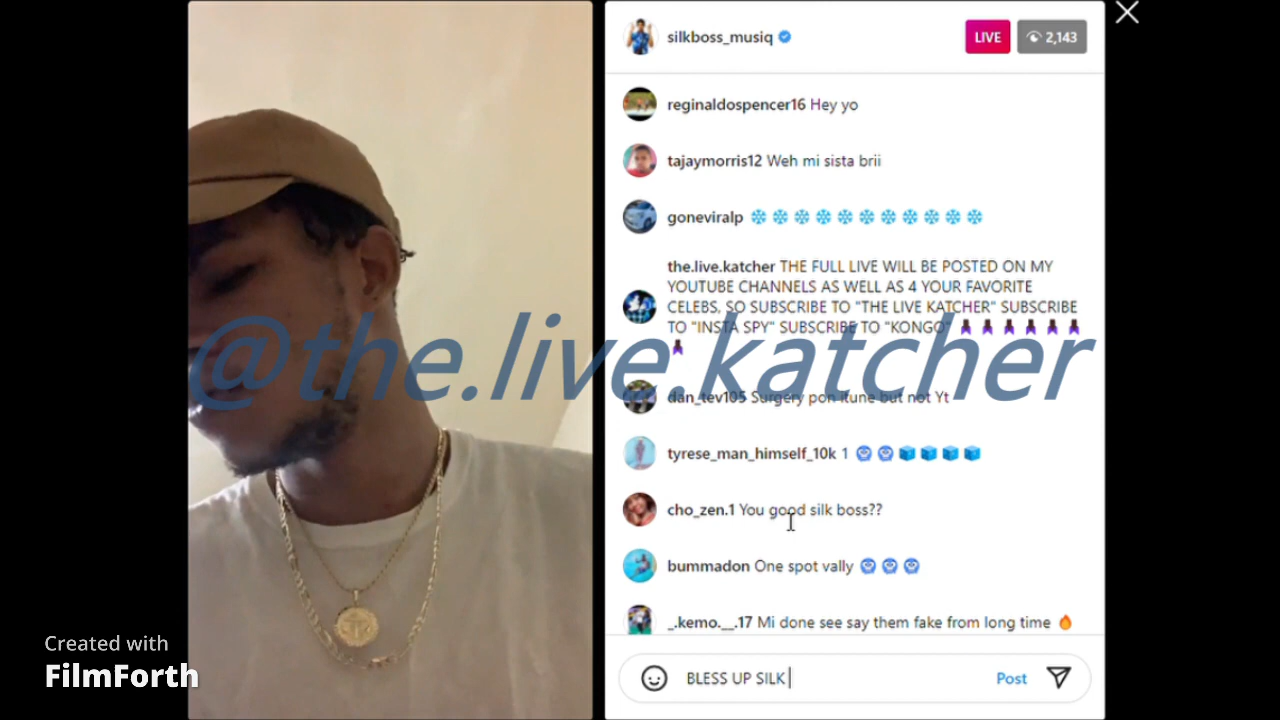 silkboss_musiq
LIVE
2,143
reginaldospencer16 Hey yo
tajaymorris12 Weh mi sista brii
goneviralp ❄❄❄❄❄❄❄❄❄❄❄
the.live.katcher THE FULL LIVE WILL BE POSTED ON MY
YOUTUBE CHANNELS AS WELL AS 4 YOUR FAVORITE
CELEBS, SO SUBSCRIBE TO "THE LIVE KATCHER" SUBSCRIBE
TO "INSTA SPY" SUBSCRIBE TO "KONGO"
@the.live.katcher
dan_tev105 Surgery pon itune but not Yt
tyrese_man_himself_10k 1 🥶🥶🧊🧊🧊🧊
cho_zen.1 You good silk boss??
bummadon One spot vally 🥶🥶🥶
_.kemo.__.17 Mi done see say them fake from long time 🔥
BLESS UP SILK
Post
Created with
FilmForth